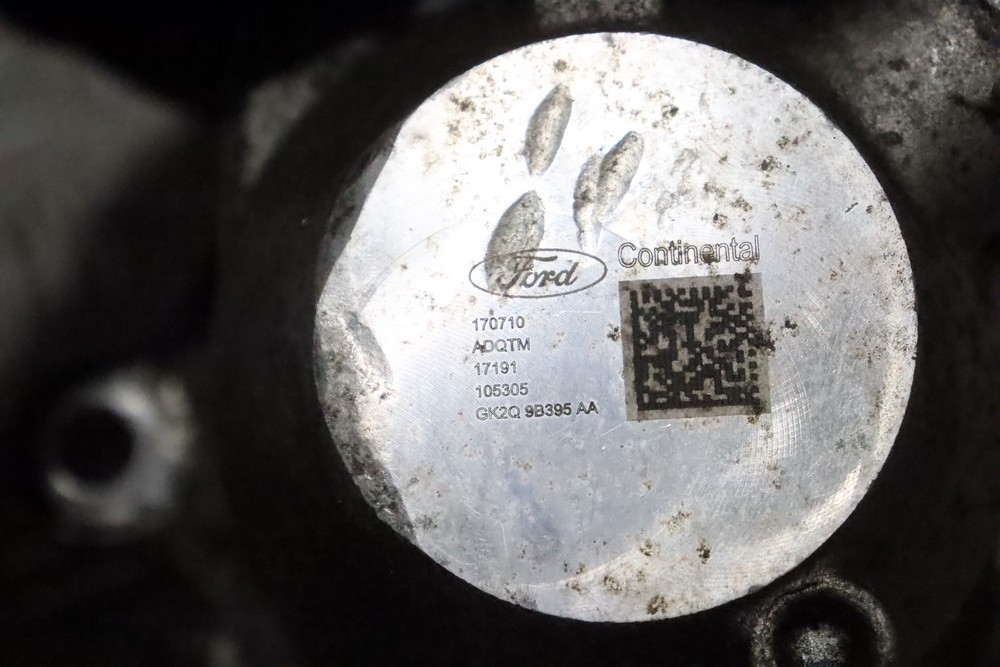 Ford
Continental
170710
ADQTM
17191
105305
GK2Q 9B395 AA